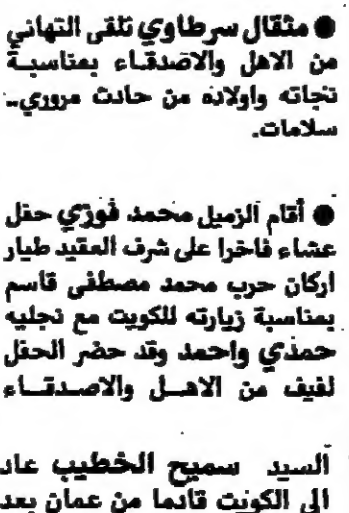 ● مثقال سرطاوي تلقى التهاني
من الاهل والاصدقاء بمناسبة
نجاته واولاده من حادث مروري..
سلامات.
● أقام الزميل محمد فوزي حفل
عشاء فاخرا على شرف العقيد طيار
اركان حرب محمد مصطفى قاسم
بمناسبة زيارته للكويت مع نجليه
حمدي واحمد وقد حضر الحفل
لفيف من الاهل والاصدقاء
السيد سميح الخطيب عاد
الى الكويت قادما من عمان بعد